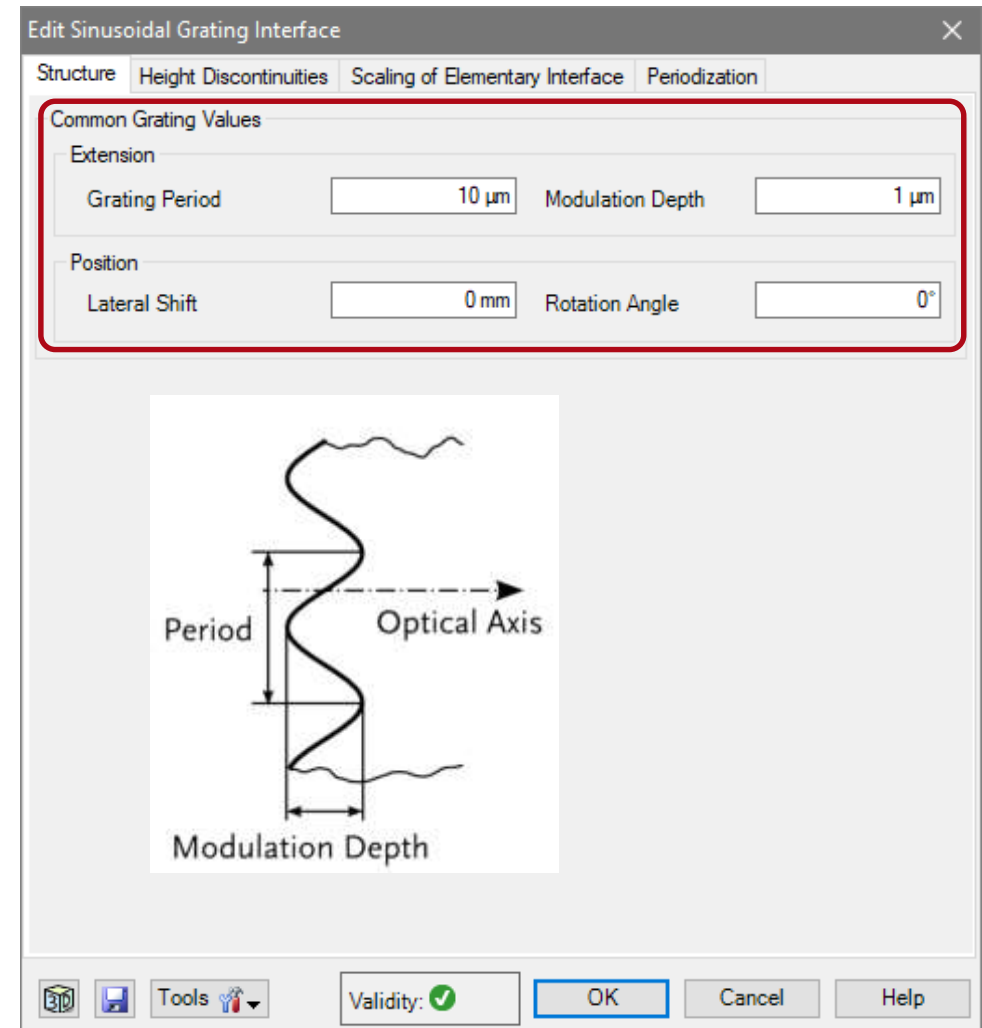 Edit Sinusoidal Grating Interface
Structure Height Discontinuities Scaling of Elementary Interface Periodization
Common Grating Values
Extension
Grating Period 10 µm Modulation Depth 1 µm
Position
Lateral Shift 0 mm Rotation Angle 0°
Period
Optical Axis
Modulation Depth
3D Tools Validity: OK Cancel Help